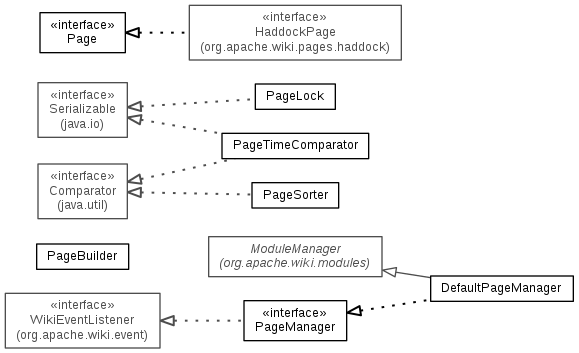 «interface»
Page
«interface»
HaddockPage
(org.apache.wiki.pages.haddock)
«interface»
Serializable
(java.io)
PageLock
PageTimeComparator
«interface»
Comparator
(java.util)
PageSorter
PageBuilder
ModuleManager
(org.apache.wiki.modules)
DefaultPageManager
«interface»
WikiEventListener
(org.apache.wiki.event)
«interface»
PageManager